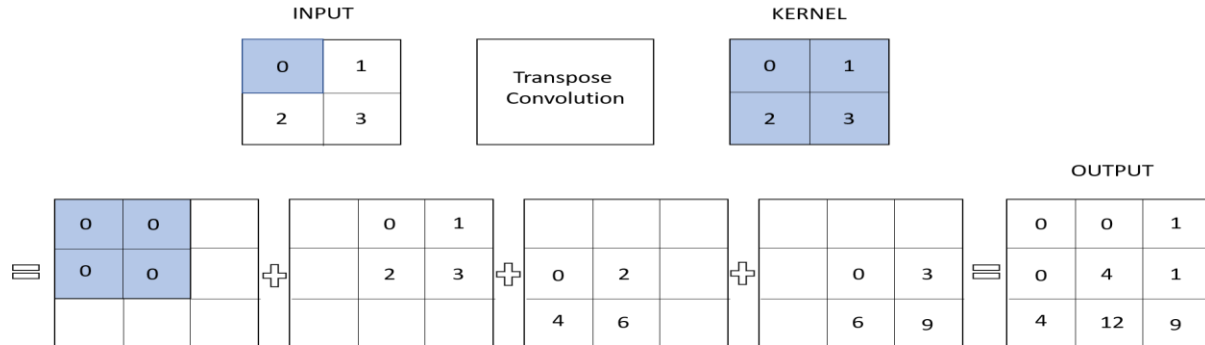 INPUT KERNEL
0 1 Transpose Convolution 0 1
2 3 2 3
OUTPUT
0 0 0 1 0 0 1
= 0 0 + 2 3 + 0 2 + 0 3 = 0 4 1
4 6 6 9 4 12 9